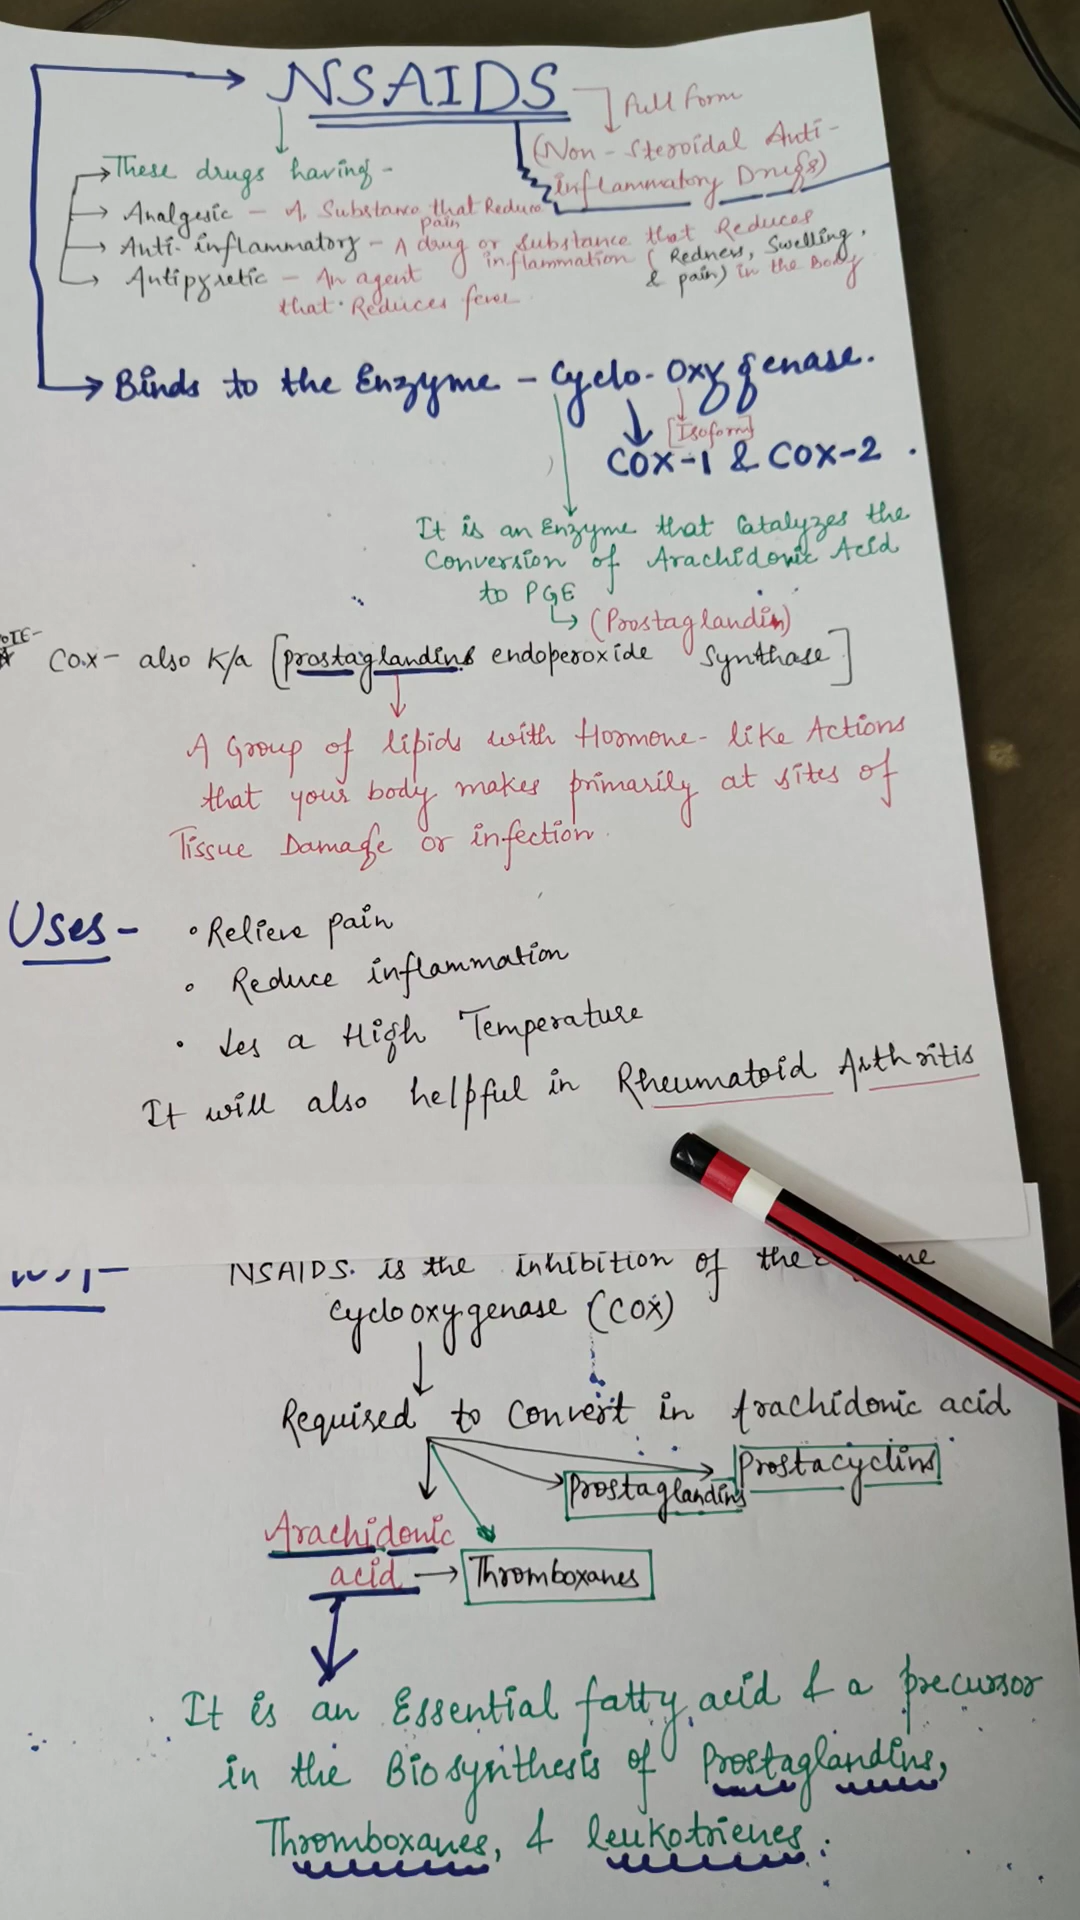 NSAIDS
Full form
(Non-Steroidal Anti-
inflammatory Drugs)
These drugs having-
Analgesic - A. Substance that Reduce
pain
Anti-inflammatory - A drug or substance that Reduces
inflammation (Redness, Swelling,
& pain) in the Body
Antipyretic - An agent
that Reduces fever
Binds to the Enzyme - Cyclo-Oxygenase.
[Isoform]
COX-1 & COX-2.
It is an Enzyme that Catalyzes the
Conversion of Arachidonic Acid
to PGE
(Prostaglandin)
COX- also K/a [prostaglandins endoperoxide Synthase]
A Group of lipids with Hormone-like Actions
that your body makes primarily at sites of
Tissue Damage or infection.
Uses-
• Relieve pain
• Reduce inflammation
• Les a High Temperature
It will also helpful in Rheumatoid Arthritis
NSAIDS. is the inhibition of the
Cyclooxygenase (COX)
Required to Convert in Arachidonic acid
Prostacyclins
Prostaglandins
Arachidonic
acid
Thromboxanes
It is an Essential fatty acid & a precursor
in the Biosynthesis of Prostaglandins,
Thromboxanes, & leukotrienes.